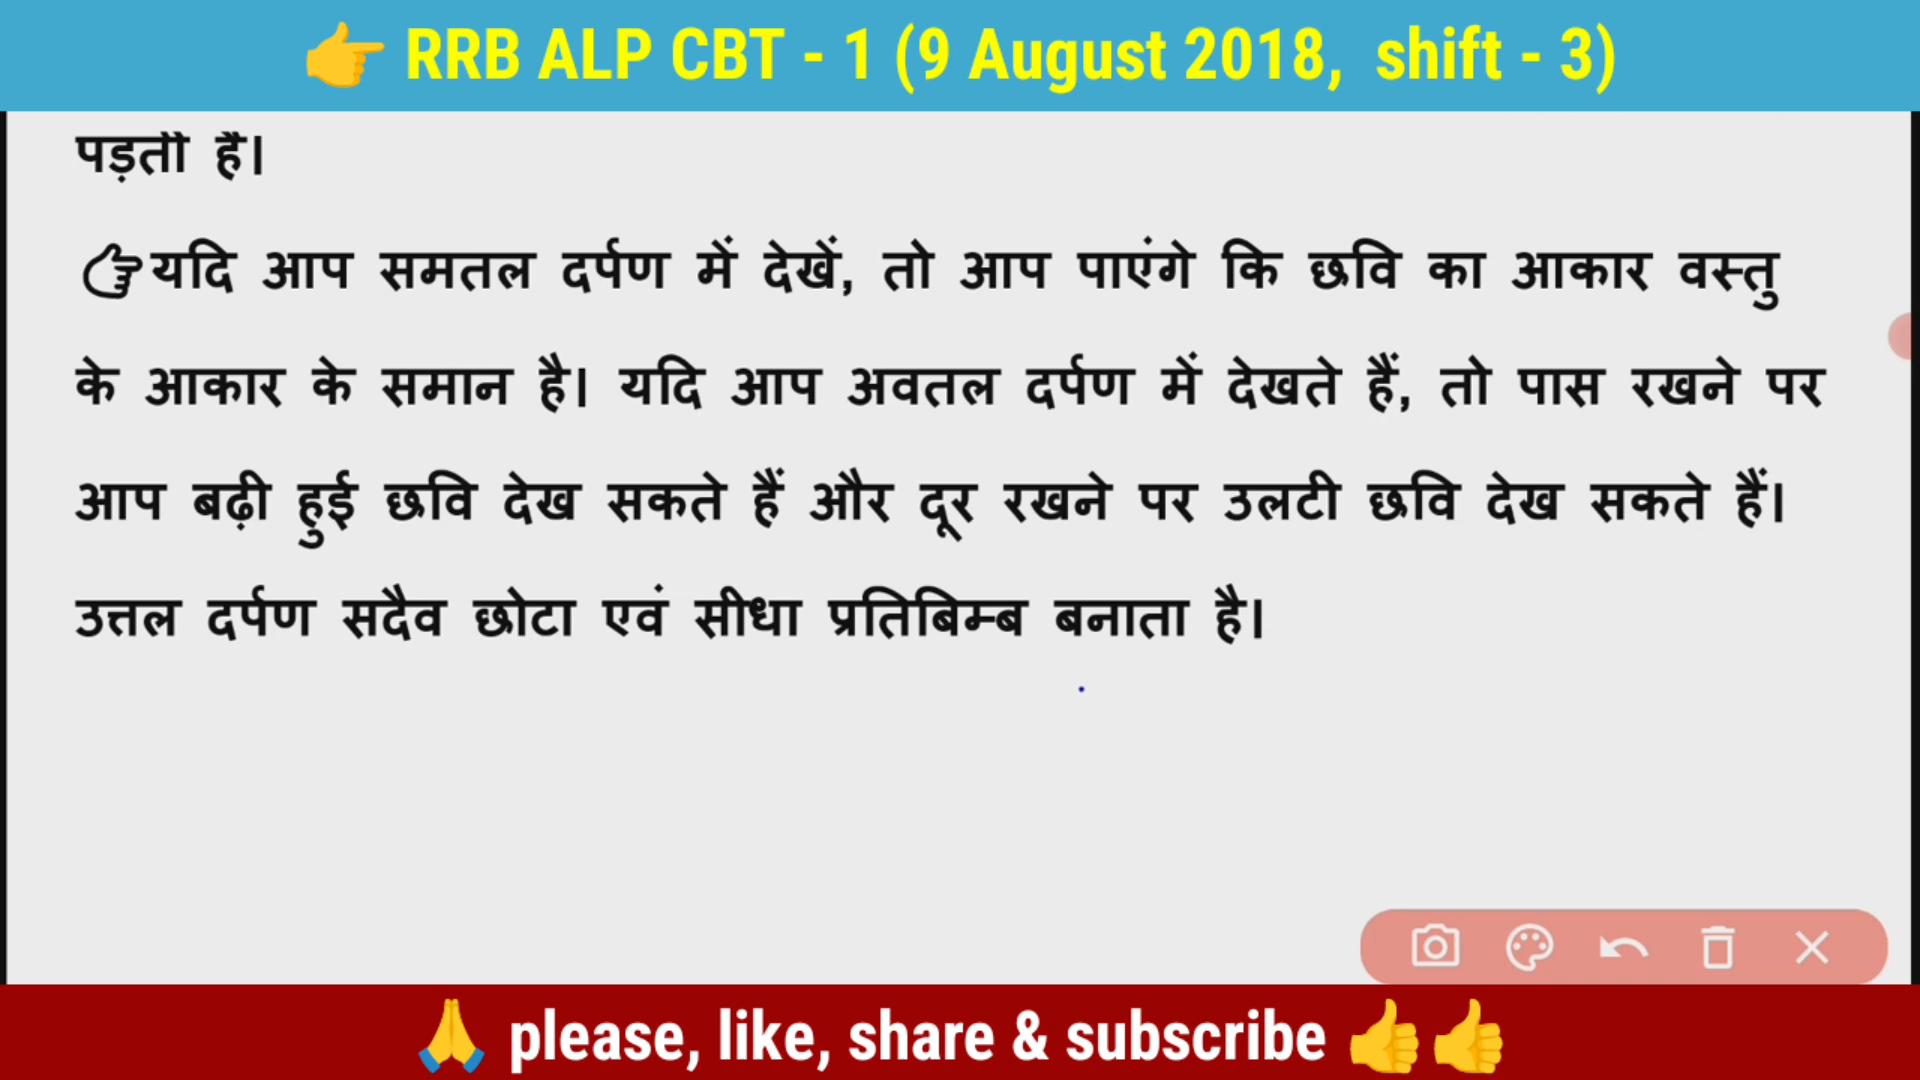 👉 RRB ALP CBT - 1 (9 August 2018, shift - 3)
पड़ती है।
👉यदि आप समतल दर्पण में देखें, तो आप पाएंगे कि छवि का आकार वस्तु
के आकार के समान है। यदि आप अवतल दर्पण में देखते हैं, तो पास रखने पर
आप बढ़ी हुई छवि देख सकते हैं और दूर रखने पर उलटी छवि देख सकते हैं।
उत्तल दर्पण सदैव छोटा एवं सीधा प्रतिबिम्ब बनाता है।
🙏 please, like, share & subscribe 👍👍